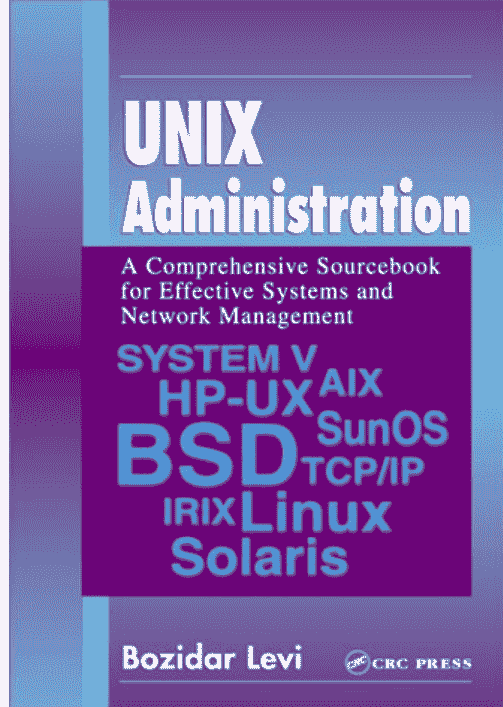 UNIX
Administration
A Comprehensive Sourcebook
for Effective Systems and
Network Management
SYSTEM V
HP-UX AIX
BSD SunOS
TCP/IP
IRIX Linux
Solaris
Bozidar Levi
CRC CRC PRESS